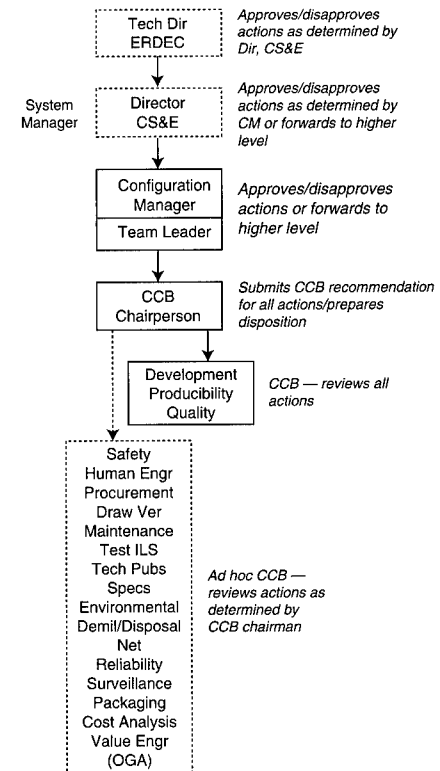 Tech Dir
ERDEC
Approves/disapproves
actions as determined by
Dir, CS&E
System
Manager
Director
CS&E
Approves/disapproves
actions as determined by
CM or forwards to higher
level
Configuration
Manager
Team Leader
Approves/disapproves
actions or forwards to
higher level
CCB
Chairperson
Submits CCB recommendation
for all actions/prepares
disposition
Development
Producibility
Quality
CCB — reviews all
actions
Safety
Human Engr
Procurement
Draw Ver
Maintenance
Test ILS
Tech Pubs
Specs
Environmental
Demil/Disposal
Net
Reliability
Surveillance
Packaging
Cost Analysis
Value Engr
(OGA)
Ad hoc CCB —
reviews actions as
determined by
CCB chairman